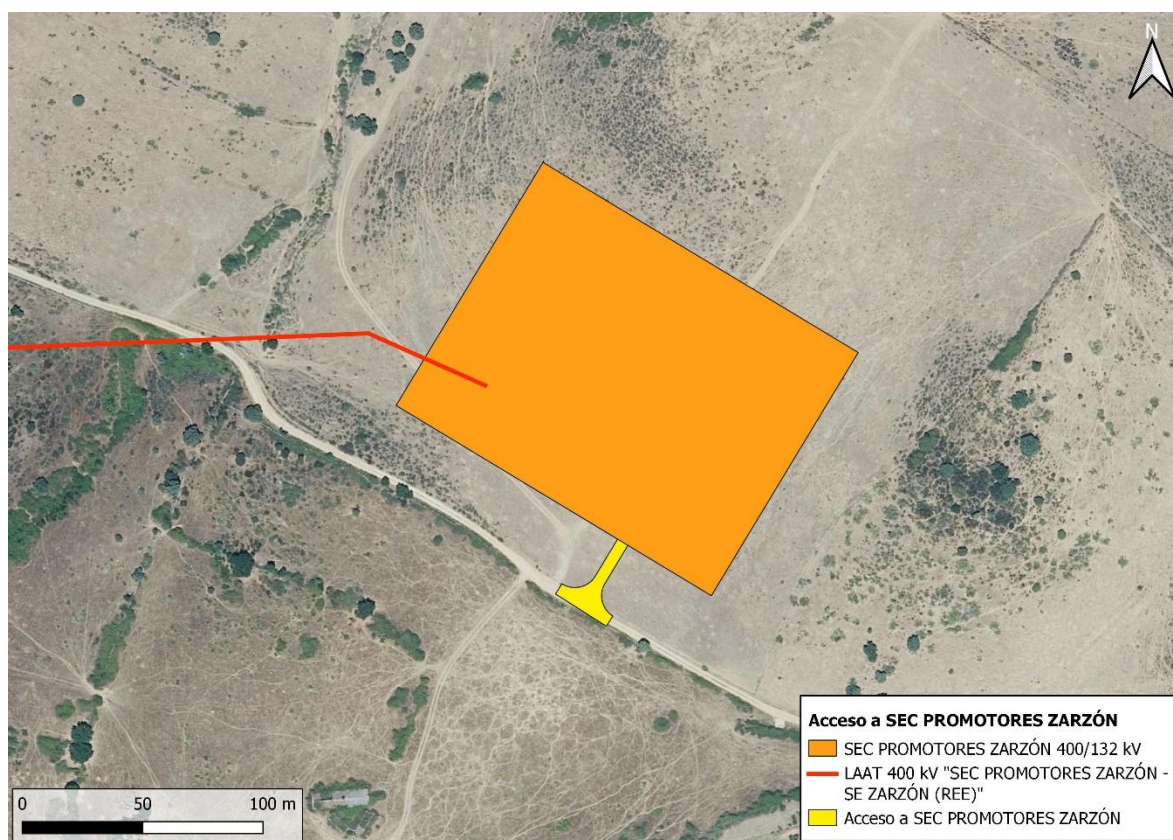 N
Acceso a SEC PROMOTORES ZARZÓN
SEC PROMOTORES ZARZÓN 400/132 kV
LAAT 400 kV "SEC PROMOTORES ZARZÓN -
SE ZARZÓN (REE)"
Acceso a SEC PROMOTORES ZARZÓN
0 50 100 m